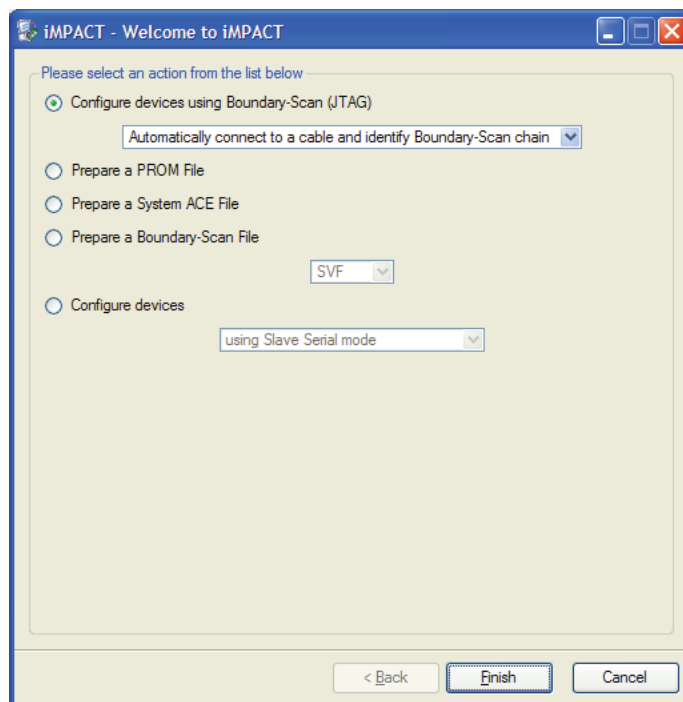 iMPACT - Welcome to iMPACT
Please select an action from the list below
Configure devices using Boundary-Scan (JTAG)
Automatically connect to a cable and identify Boundary-Scan chain
Prepare a PROM File
Prepare a System ACE File
Prepare a Boundary-Scan File
SVF
Configure devices
using Slave Serial mode
< Back Finish Cancel